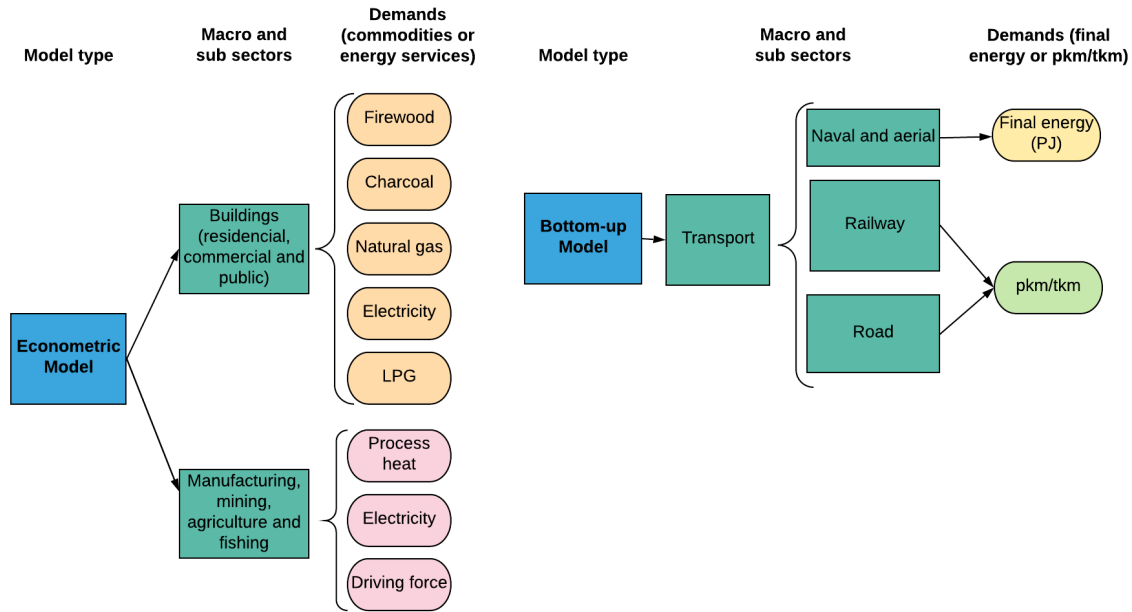 Model type
Macro and
sub sectors
Demands
(commodities or
energy services)
Econometric
Model
Buildings
(residencial,
commercial and
public)
Firewood
Charcoal
Natural gas
Electricity
LPG
Manufacturing,
mining,
agriculture and
fishing
Process
heat
Electricity
Driving force
Model type
Macro and
sub sectors
Demands (final
energy or pkm/tkm)
Bottom-up
Model
Transport
Naval and aerial
Railway
Road
Final energy
(PJ)
pkm/tkm